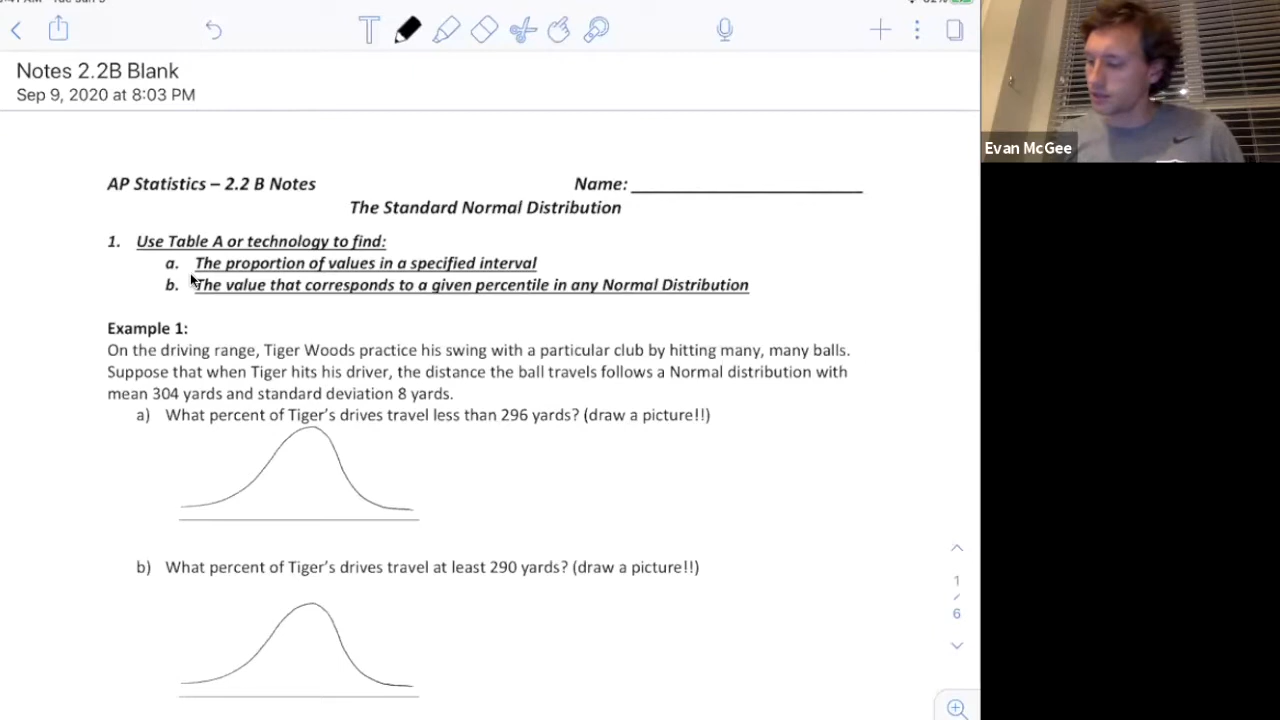 Notes 2.2B Blank
Sep 9, 2020 at 8:03 PM
Evan McGee
AP Statistics – 2.2 B Notes Name: ____________________
The Standard Normal Distribution
1. Use Table A or technology to find:
a. The proportion of values in a specified interval
b. The value that corresponds to a given percentile in any Normal Distribution
Example 1:
On the driving range, Tiger Woods practice his swing with a particular club by hitting many, many balls.
Suppose that when Tiger hits his driver, the distance the ball travels follows a Normal distribution with
mean 304 yards and standard deviation 8 yards.
a) What percent of Tiger's drives travel less than 296 yards? (draw a picture!!)
b) What percent of Tiger's drives travel at least 290 yards? (draw a picture!!)
1
/
6